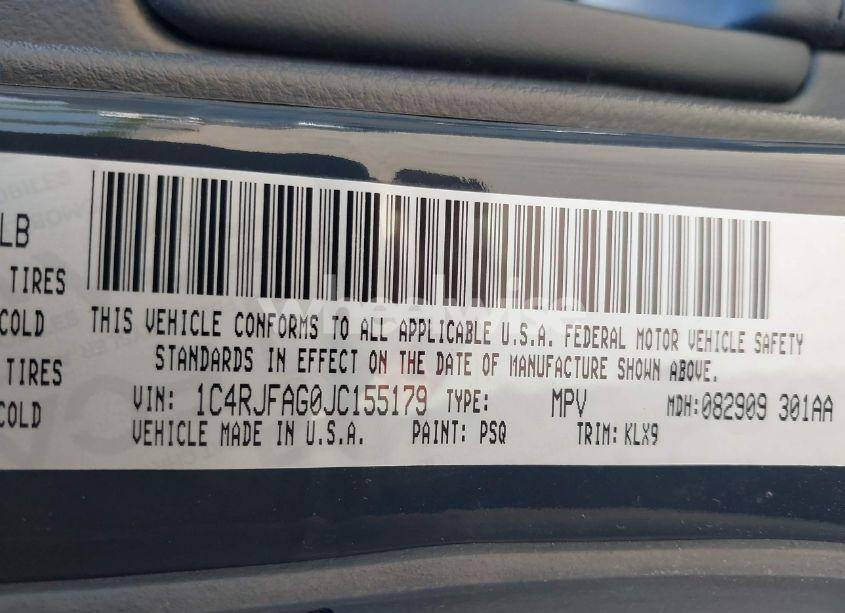 LB
TIRES
COLD
TIRES
COLD
THIS VEHICLE CONFORMS TO ALL APPLICABLE U.S.A. FEDERAL MOTOR VEHICLE SAFETY
STANDARDS IN EFFECT ON THE DATE OF MANUFACTURE SHOWN ABOVE.
VIN: 1C4RJFAG0JC155179 TYPE: MPV MDH:082909 301AA
VEHICLE MADE IN U.S.A. PAINT: PSQ TRIM: KLX9
wheelwise